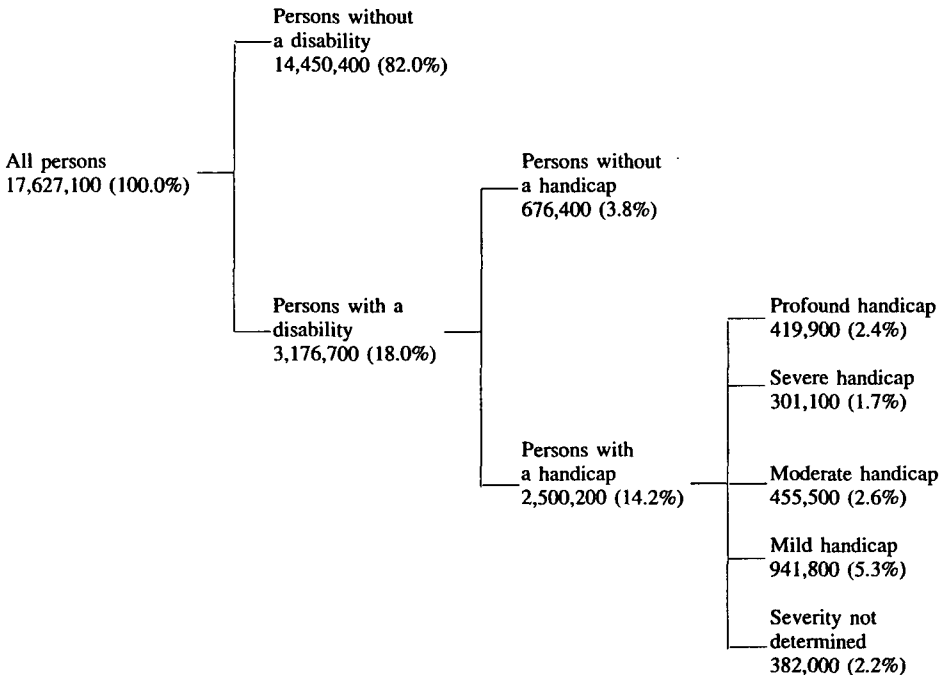 Persons without
a disability
14,450,400 (82.0%)
All persons
17,627,100 (100.0%)
Persons without
a handicap
676,400 (3.8%)
Persons with a
disability
3,176,700 (18.0%)
Profound handicap
419,900 (2.4%)
Severe handicap
301,100 (1.7%)
Persons with
a handicap
2,500,200 (14.2%)
Moderate handicap
455,500 (2.6%)
Mild handicap
941,800 (5.3%)
Severity not
determined
382,000 (2.2%)